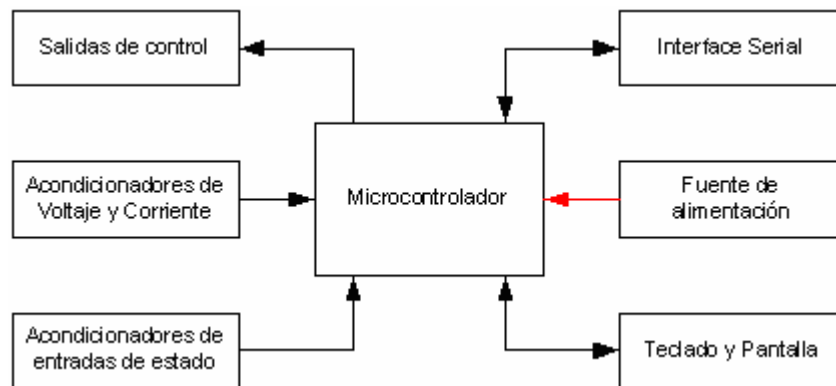 Salidas de control
Interface Serial
Acondicionadores de
Voltaje y Corriente
Microcontrolador
Fuente de
alimentación
Acondicionadores de
entradas de estado
Teclado y Pantalla